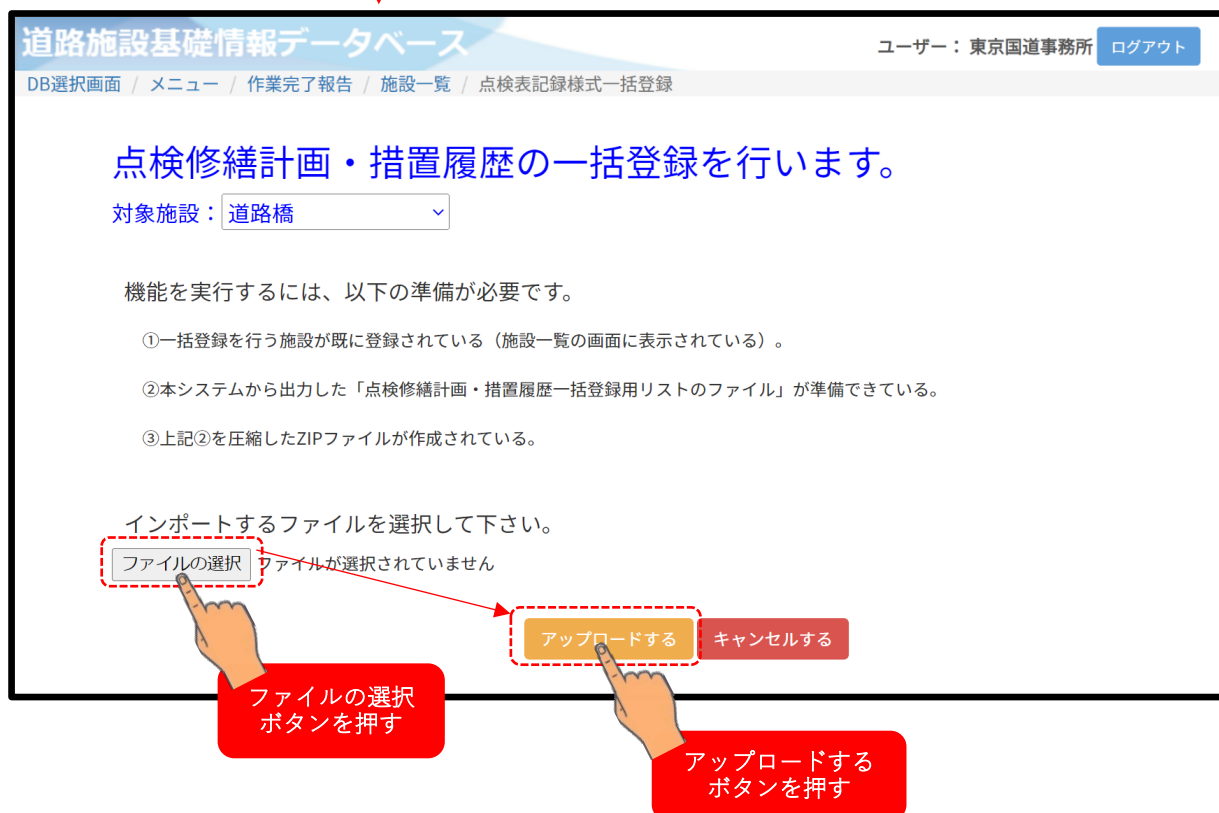 道路施設基礎情報データベース
ユーザー：東京国道事務所 ログアウト
DB選択画面 / メニュー / 作業完了報告 / 施設一覧 / 点検表記録様式一括登録
点検修繕計画・措置履歴の一括登録を行います。
対象施設：道路橋
機能を実行するには、以下の準備が必要です。
①一括登録を行う施設が既に登録されている（施設一覧の画面に表示されている）。
②本システムから出力した「点検修繕計画・措置履歴一括登録用リストのファイル」が準備できている。
③上記②を圧縮したZIPファイルが作成されている。
インポートするファイルを選択して下さい。
ファイルの選択 ファイルが選択されていません
アップロードする キャンセルする
ファイルの選択
ボタンを押す
アップロードする
ボタンを押す